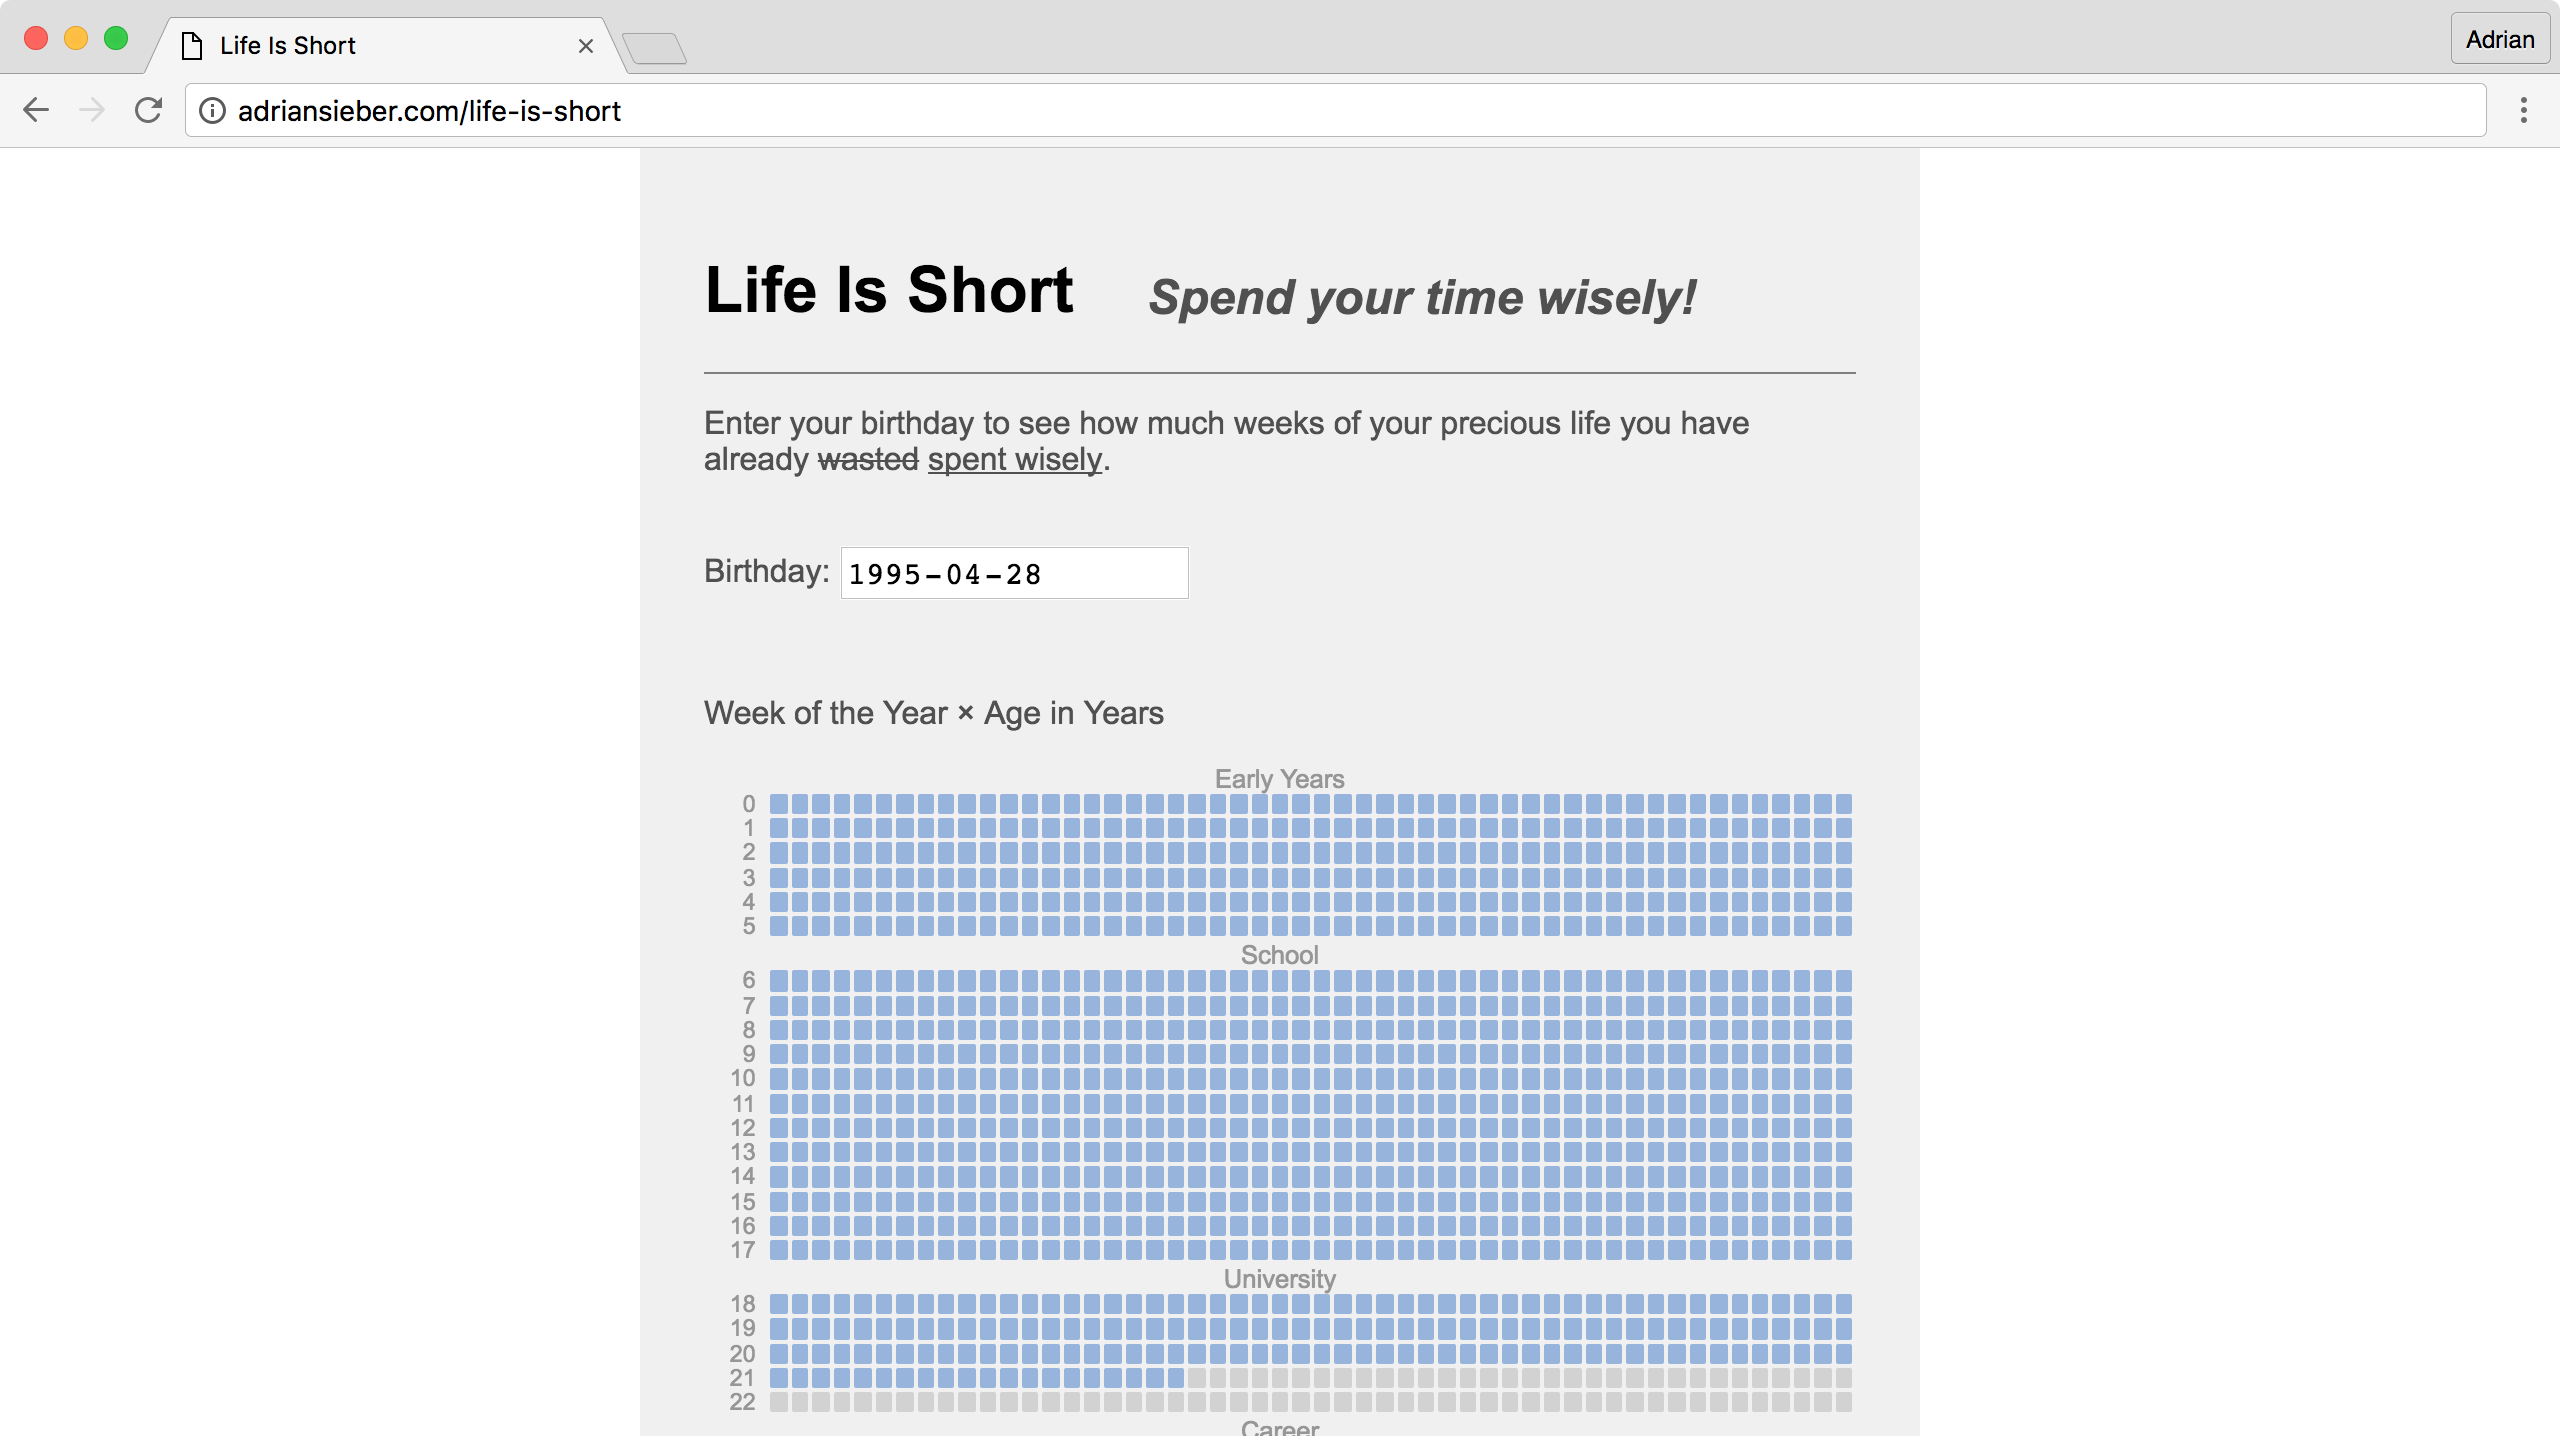 Life Is Short
Adrian
adriansieber.com/life-is-short
Life Is Short Spend your time wisely!
Enter your birthday to see how much weeks of your precious life you have
already wasted spent wisely.
Birthday: 1995-04-28
Week of the Year × Age in Years
Early Years
0
1
2
3
4
5
School
6
7
8
9
10
11
12
13
14
15
16
17
University
18
19
20
21
22
Career